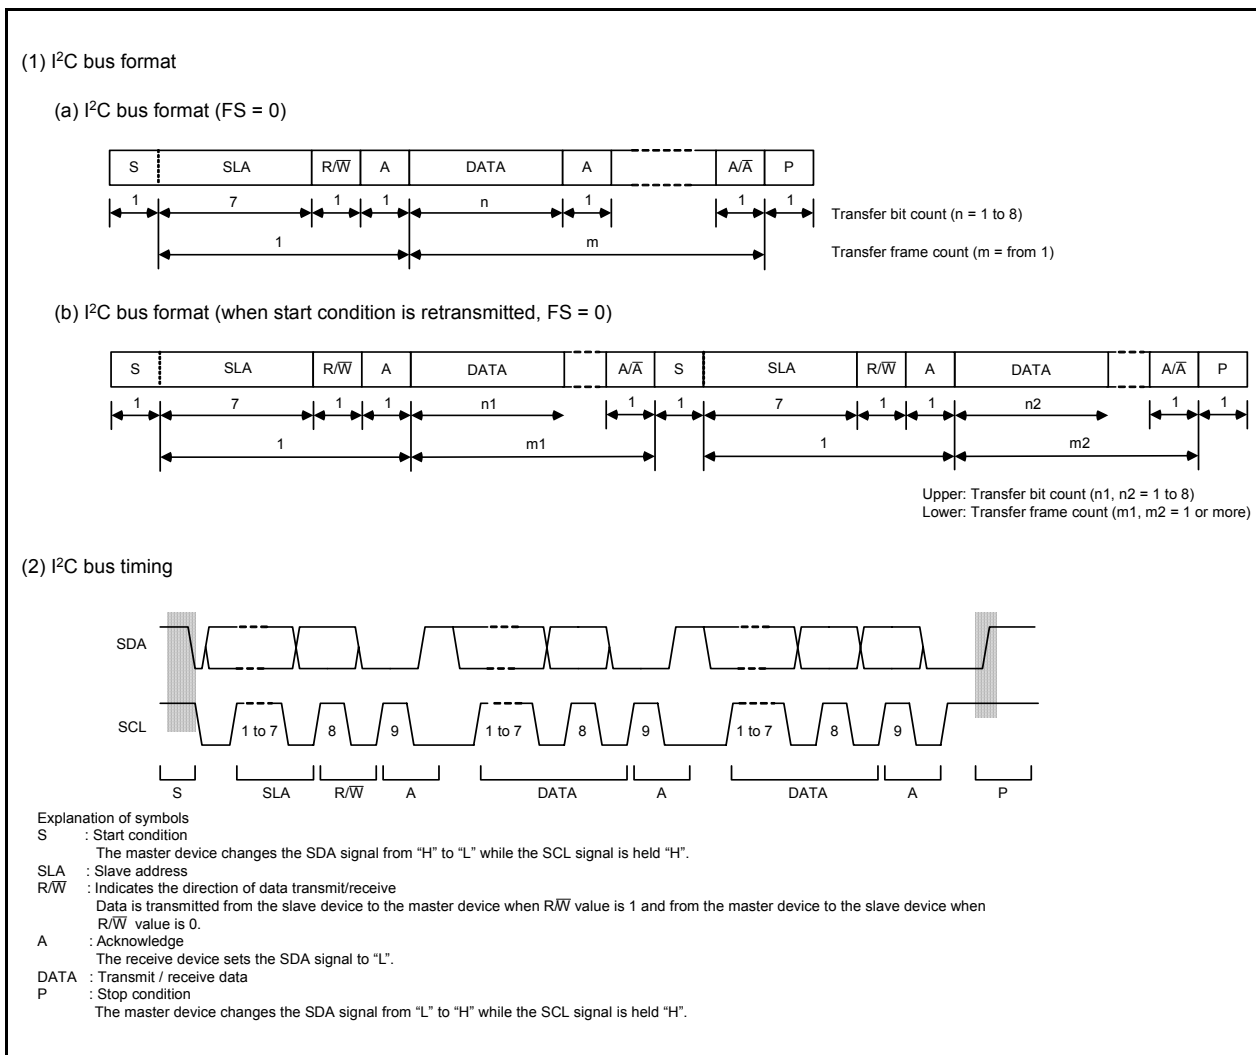 (1) I²C bus format
(a) I²C bus format (FS = 0)
S SLA R/W̅ A DATA A A/A̅ P
1 7 1 1 n 1 1 1
Transfer bit count (n = 1 to 8)
1 m
Transfer frame count (m = from 1)
(b) I²C bus format (when start condition is retransmitted, FS = 0)
S SLA R/W̅ A DATA A/A̅ S SLA R/W̅ A DATA A/A̅ P
1 7 1 1 n1 1 1 7 1 1 n2 1 1
1 m1 1 m2
Upper: Transfer bit count (n1, n2 = 1 to 8)
Lower: Transfer frame count (m1, m2 = 1 or more)
(2) I²C bus timing
SDA
SCL 1 to 7 8 9 1 to 7 8 9 1 to 7 8 9
S SLA R/W̅ A DATA A DATA A P
Explanation of symbols
S : Start condition
The master device changes the SDA signal from “H” to “L” while the SCL signal is held “H”.
SLA : Slave address
R/W̅ : Indicates the direction of data transmit/receive
Data is transmitted from the slave device to the master device when R/W̅ value is 1 and from the master device to the slave device when
R/W̅ value is 0.
A : Acknowledge
The receive device sets the SDA signal to “L”.
DATA : Transmit / receive data
P : Stop condition
The master device changes the SDA signal from “L” to “H” while the SCL signal is held “H”.